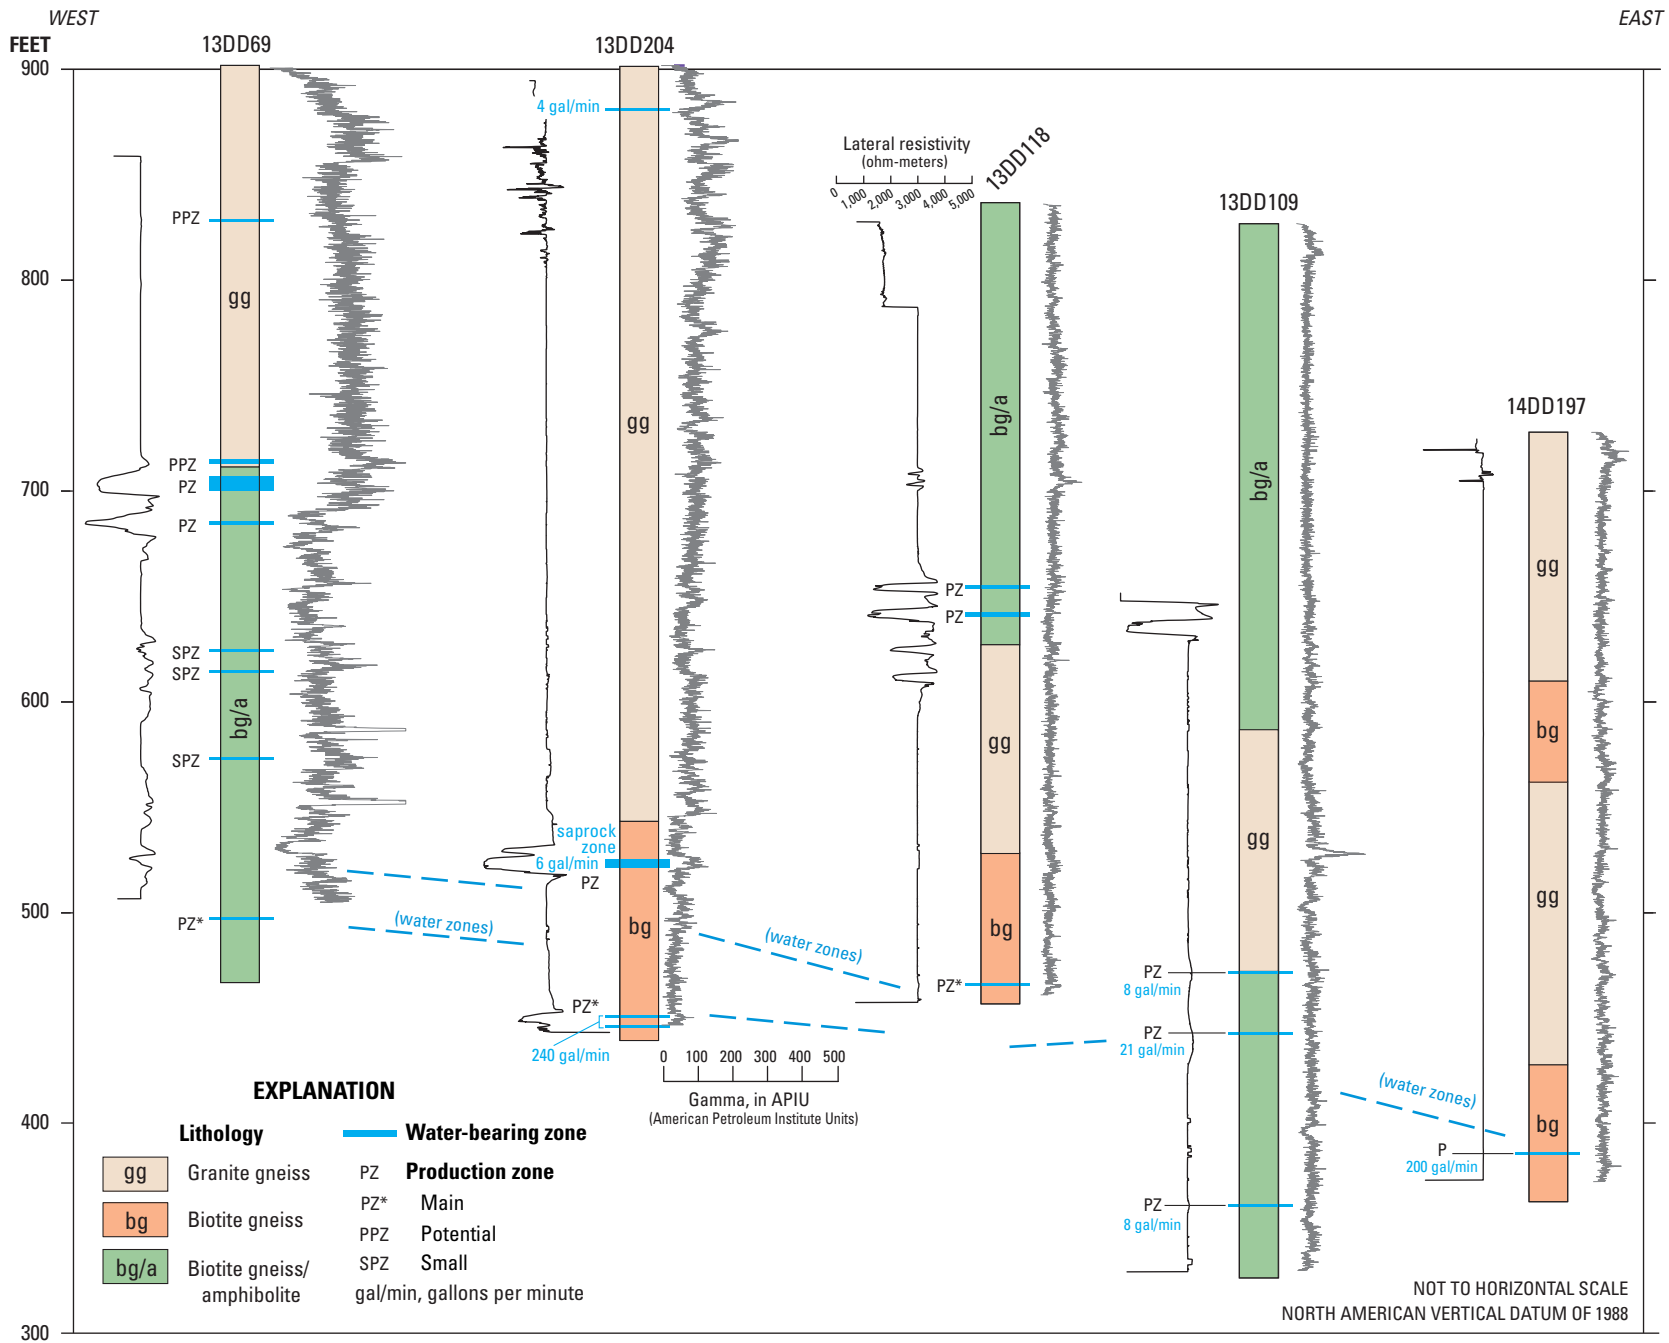 WEST
EAST
FEET
900
800
700
600
500
400
300
13DD69
PPZ
gg
PPZ
PZ
PZ
SPZ
SPZ
bg/a
SPZ
PZ*
(water zones)
13DD204
4 gal/min
gg
saprock
zone
6 gal/min
PZ
bg
PZ*
240 gal/min
0 100 200 300 400 500
Gamma, in APIU
(American Petroleum Institute Units)
(water zones)
Lateral resistivity
(ohm-meters)
0 1,000 2,000 3,000 4,000 5,000
13DD118
bg/a
PZ
PZ
gg
bg
PZ*
13DD109
bg/a
gg
PZ
8 gal/min
PZ
21 gal/min
PZ
8 gal/min
(water zones)
14DD197
gg
bg
gg
bg
P
200 gal/min
EXPLANATION
Lithology
gg Granite gneiss
bg Biotite gneiss
bg/a Biotite gneiss/
amphibolite
Water-bearing zone
PZ Production zone
PZ* Main
PPZ Potential
SPZ Small
gal/min, gallons per minute
NOT TO HORIZONTAL SCALE
NORTH AMERICAN VERTICAL DATUM OF 1988